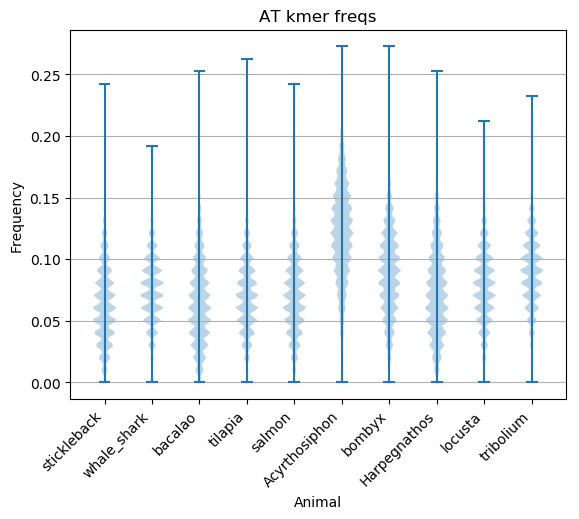 AT kmer freqs
Frequency
0.25
0.20
0.15
0.10
0.05
0.00
stickleback
whale_shark
bacalao
tilapia
salmon
Acyrthosiphon
bombyx
Harpegnathos
locusta
tribolium
Animal